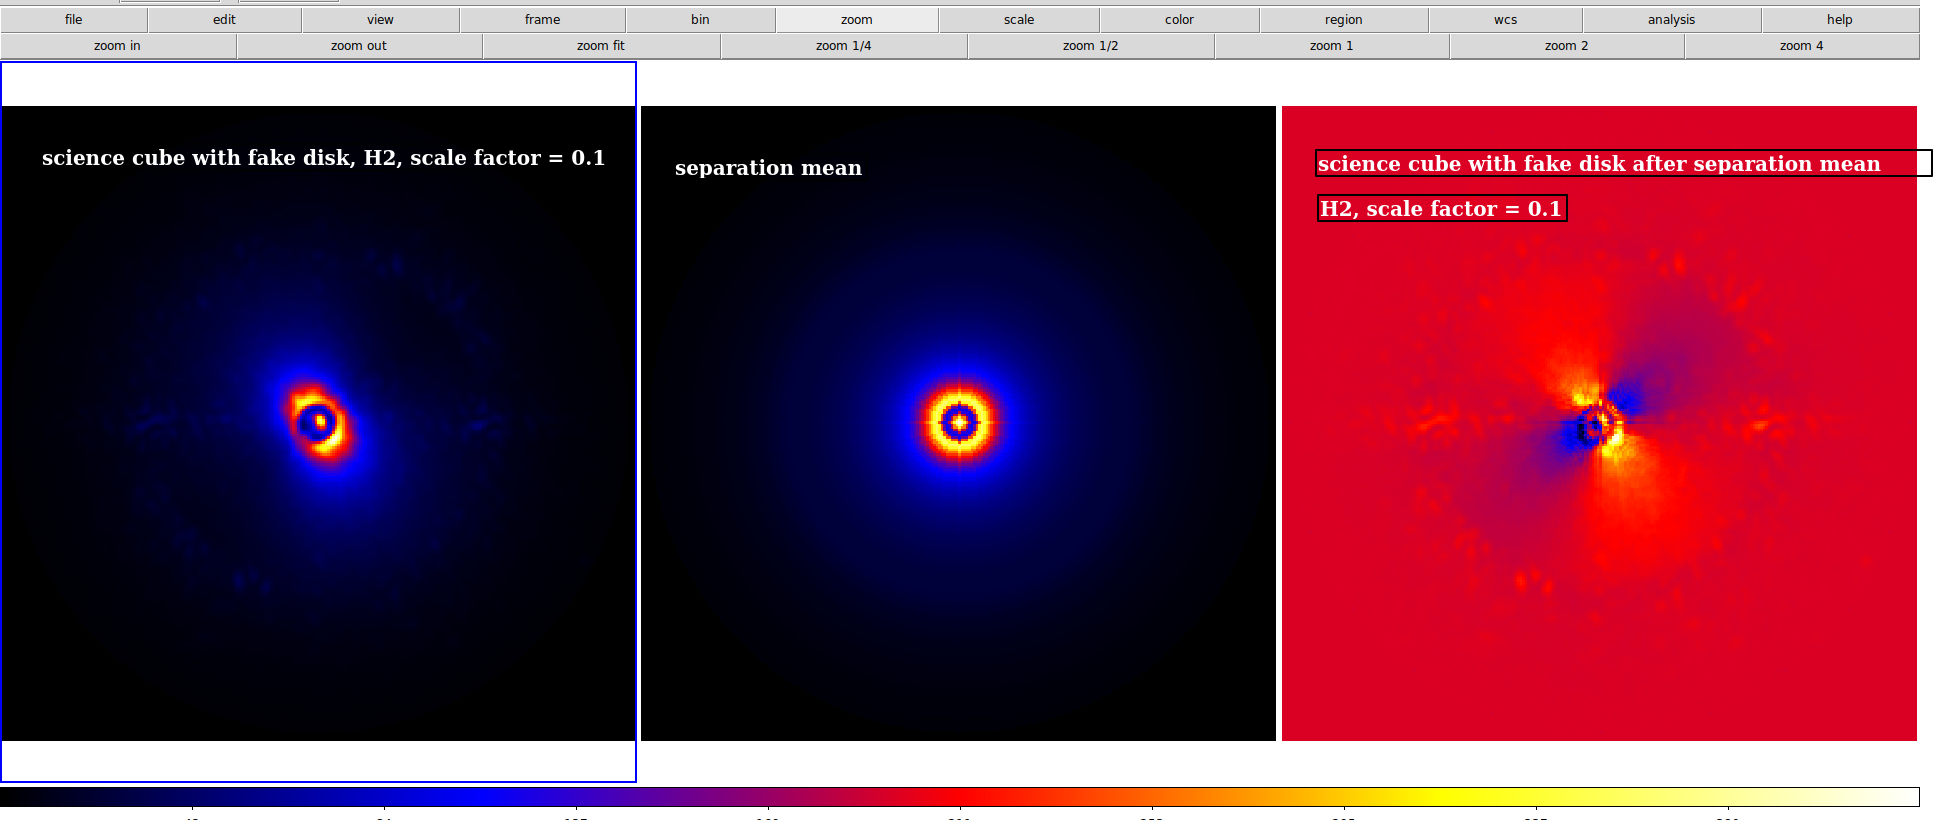 file edit view frame bin zoom scale color region wcs analysis help
zoom in zoom out zoom fit zoom 1/4 zoom 1/2 zoom 1 zoom 2 zoom 4
science cube with fake disk, H2, scale factor = 0.1
separation mean
science cube with fake disk after separation mean
H2, scale factor = 0.1